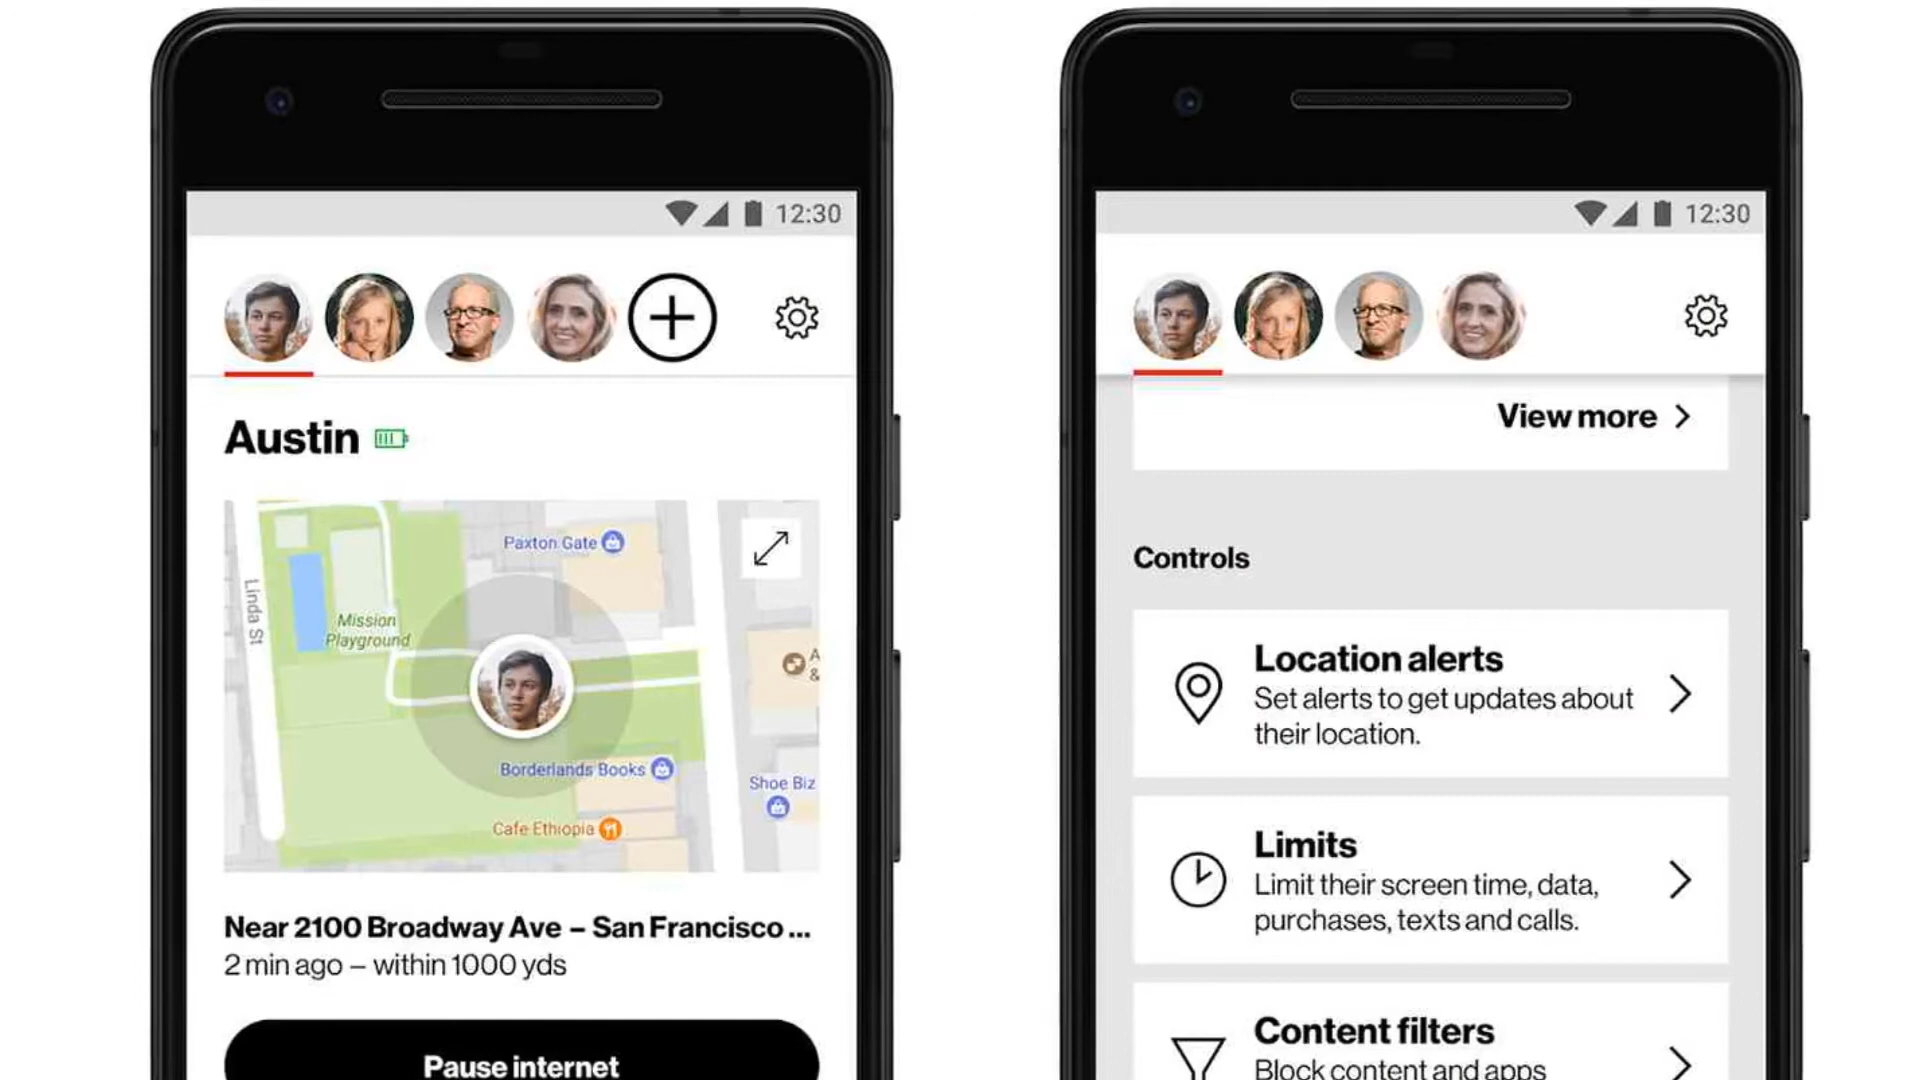 12:30
Austin
Paxton Gate
Linda St
Mission
Playground
A
&
Borderlands Books
Shoe Biz
Cafe Ethiopia
Near 2100 Broadway Ave – San Francisco ...
2 min ago – within 1000 yds
Pause internet
12:30
View more
Controls
Location alerts
Set alerts to get updates about
their location.
Limits
Limit their screen time, data,
purchases, texts and calls.
Content filters
Block content and apps